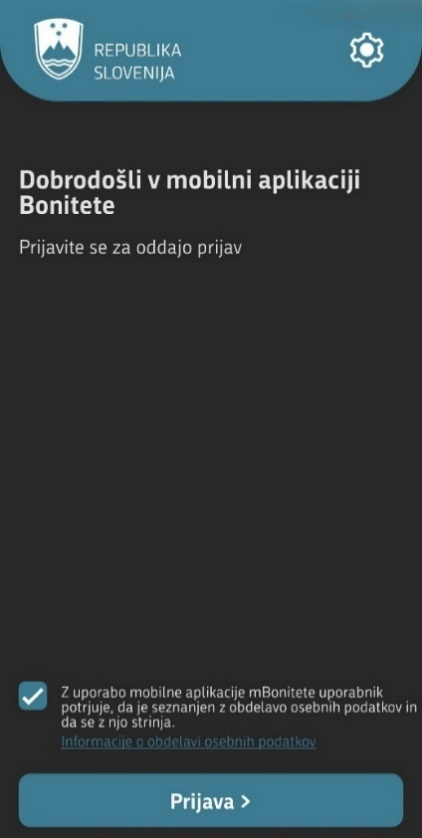 REPUBLIKA
SLOVENIJA
Dobrodošli v mobilni aplikaciji
Bonitete
Prijavite se za oddajo prijav
Z uporabo mobilne aplikacije mBonitete uporabnik
potrjuje, da je seznanjen z obdelavo osebnih podatkov in
da se z njo strinja.
Informacije o obdelavi osebnih podatkov
Prijava >